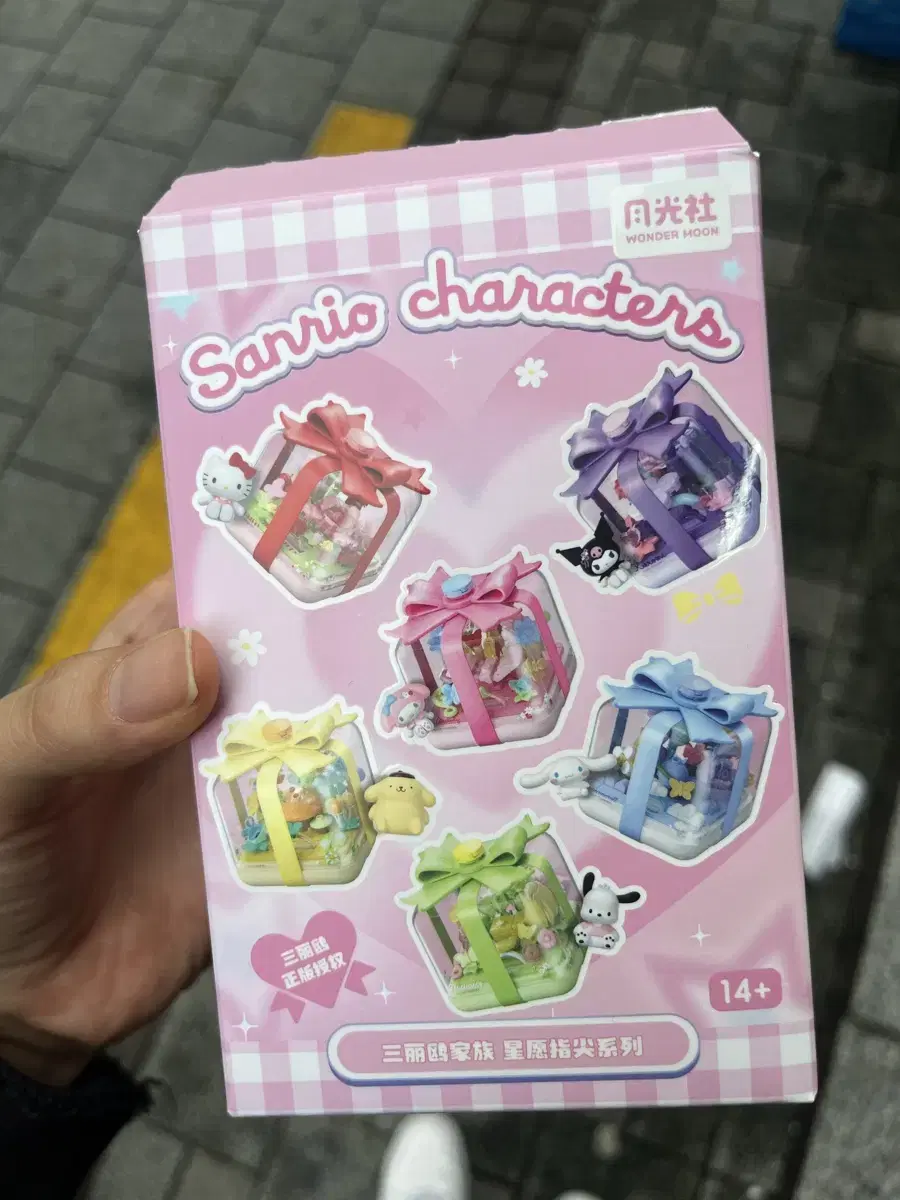 月光社
WONDER MOON
Sanrio characters
三丽鸥
正版授权
14+
三丽鸥家族 星愿指尖系列